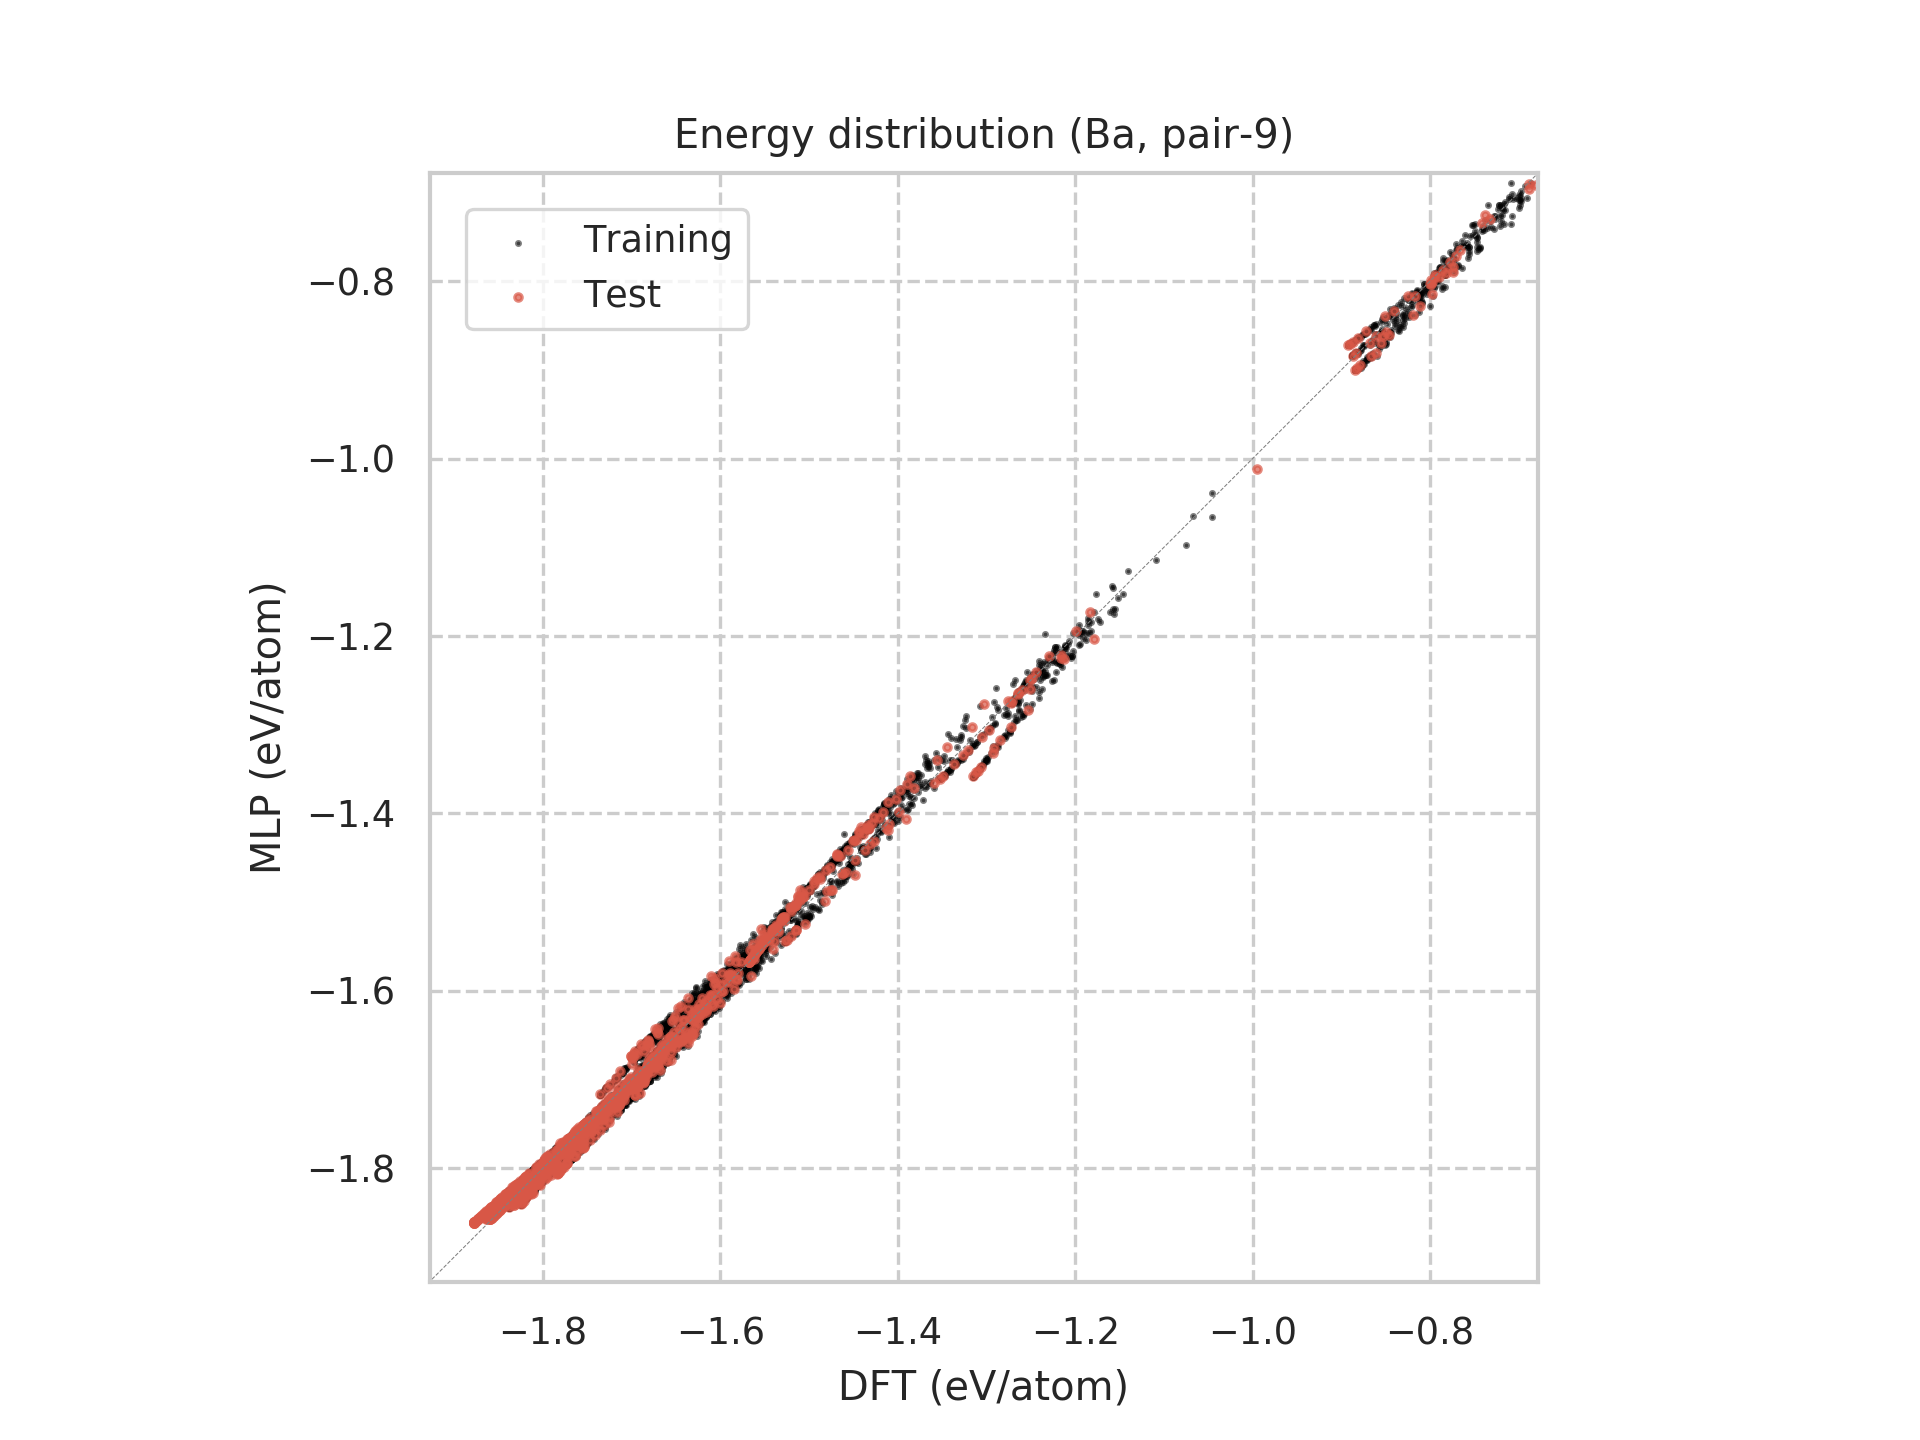 Energy distribution (Ba, pair-9)
Training
Test
−0.8
−1.0
−1.2
−1.4
−1.6
−1.8
MLP (eV/atom)
−1.8 −1.6 −1.4 −1.2 −1.0 −0.8
DFT (eV/atom)